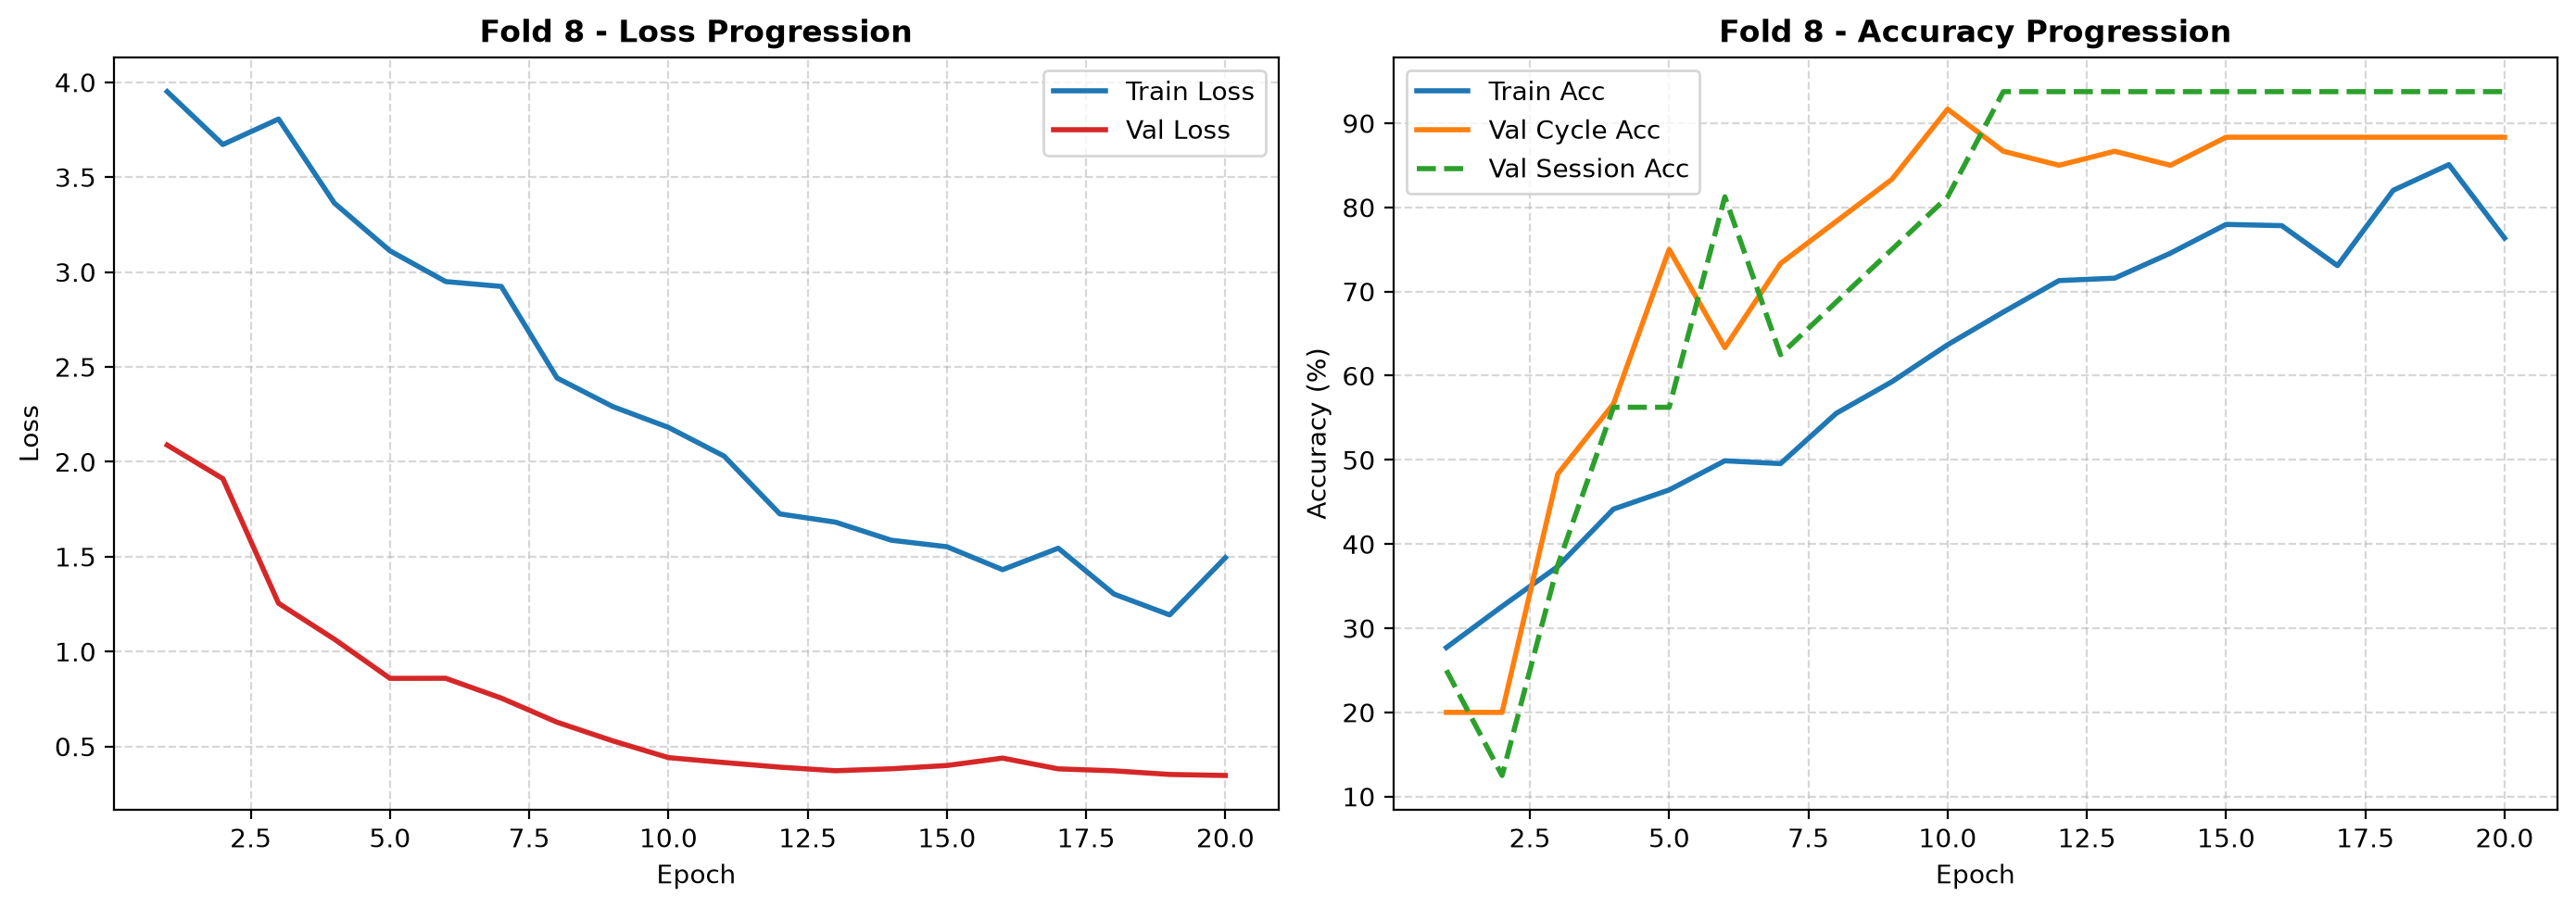 Fold 8 - Loss Progression
4.0
3.5
3.0
2.5
2.0
1.5
1.0
0.5
Loss
Train Loss
Val Loss
2.5 5.0 7.5 10.0 12.5 15.0 17.5 20.0
Epoch
Fold 8 - Accuracy Progression
90
80
70
60
50
40
30
20
10
Accuracy (%)
Train Acc
Val Cycle Acc
Val Session Acc
2.5 5.0 7.5 10.0 12.5 15.0 17.5 20.0
Epoch